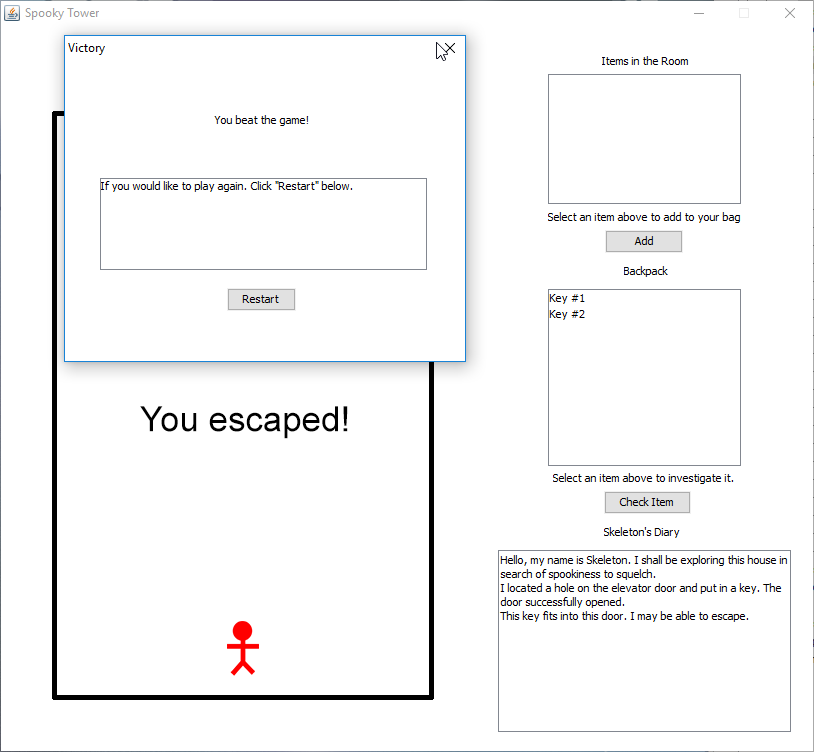 Spooky Tower
Victory
You beat the game!
If you would like to play again. Click "Restart" below.
Restart
You escaped!
Items in the Room
Select an item above to add to your bag
Add
Backpack
Key #1
Key #2
Select an item above to investigate it.
Check Item
Skeleton's Diary
Hello, my name is Skeleton. I shall be exploring this house in
search of spookiness to squelch.
I located a hole on the elevator door and put in a key. The
door successfully opened.
This key fits into this door. I may be able to escape.